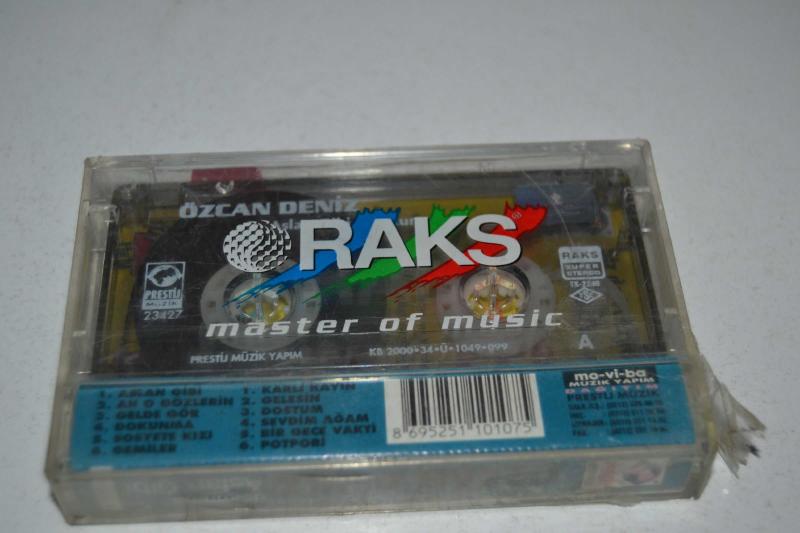 ÖZCAN DENİZ
RAKS
master of music
PRESTİJ
MÜZİK
23427
PRESTİJ MÜZİK YAPIM
KB 2000•34•Ü•1049•099
RAKS
SUPER
STEREO
A
1. ASLAN GİBİ
2. AH O GÖZLERİN
3. GELDE GÖR
4. DOKUNMA
5. SOSYETE KIZI
6. GEMİLER
1. KARLI KAYIN
2. GELESİN
3. DOSTUM
4. SEVDİM AĞAM
5. BİR GECE VAKTİ
6. POTPORİ
8 695251 101075
mo-vi-ba
MÜZİK YAPIM
PRESTİJ MÜZİK